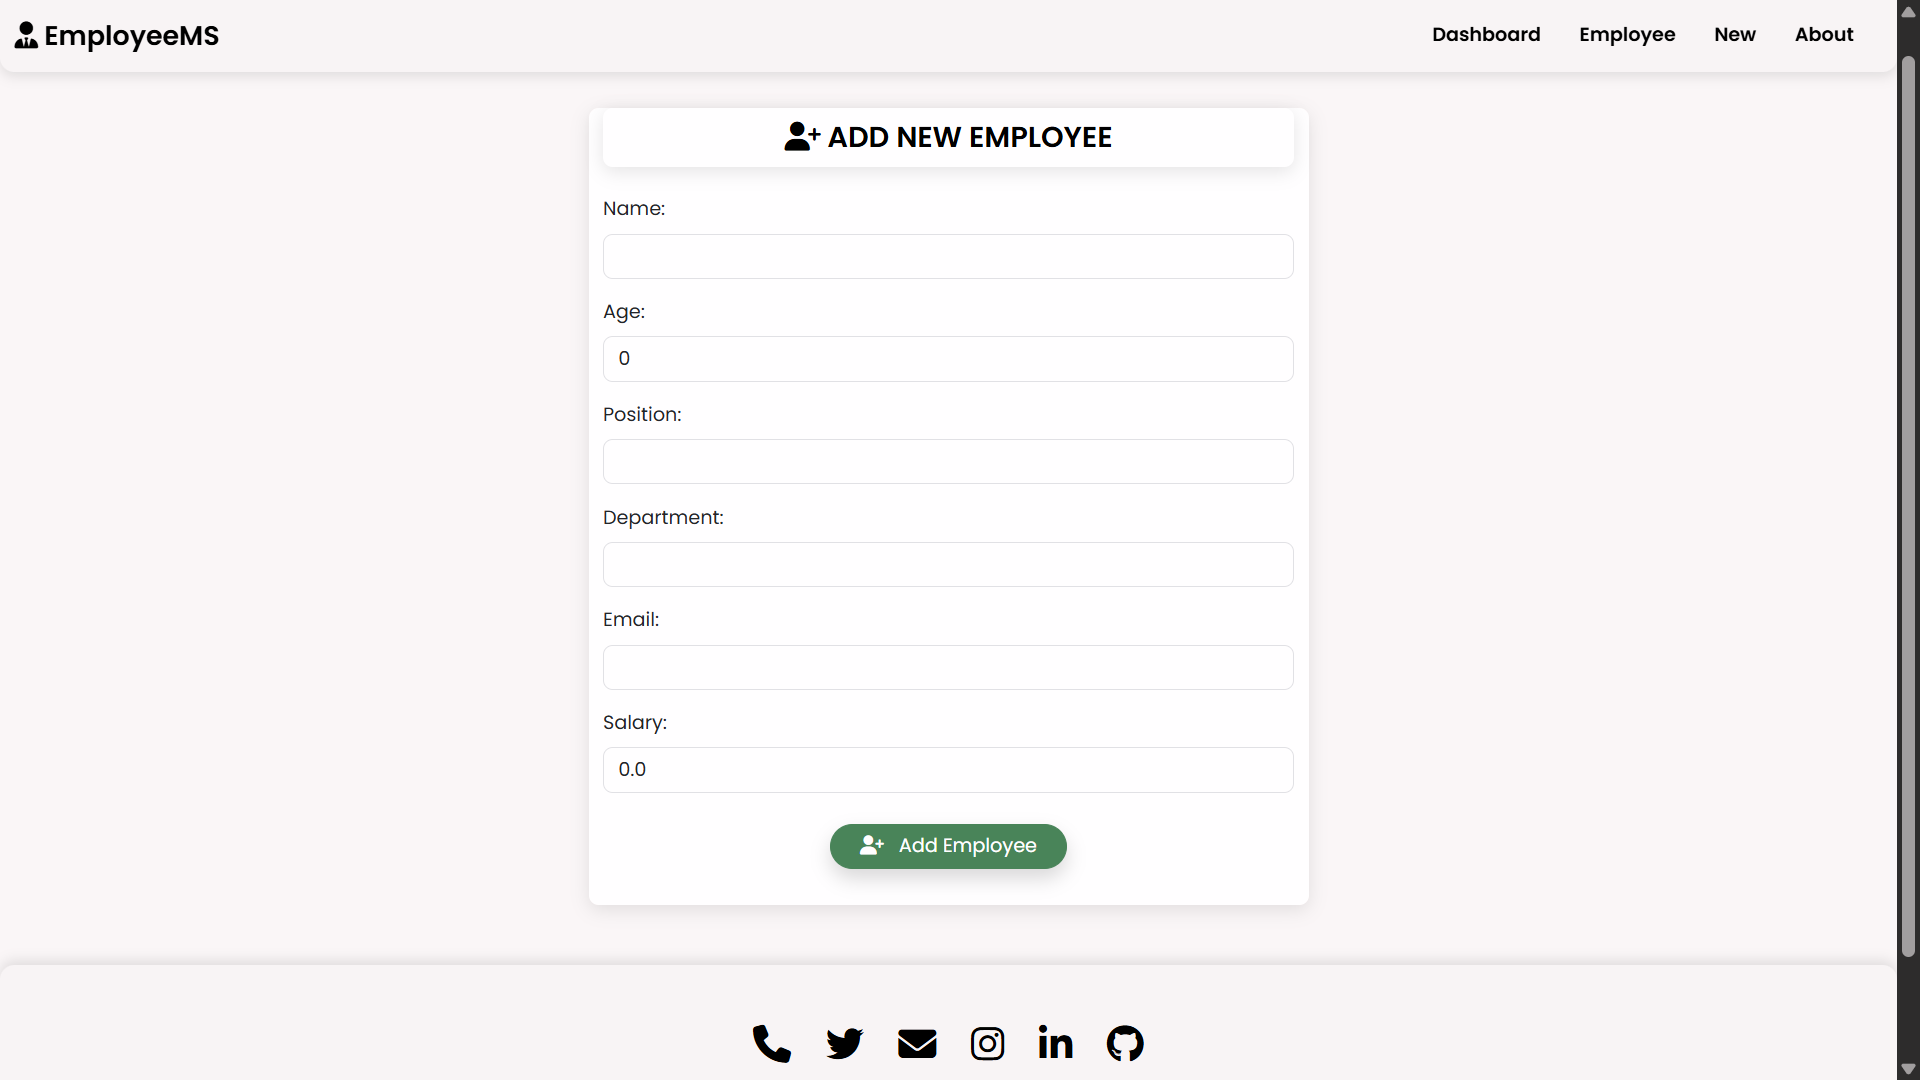 EmployeeMS
Dashboard Employee New About
ADD NEW EMPLOYEE
Name:
Age:
0
Position:
Department:
Email:
Salary:
0.0
Add Employee